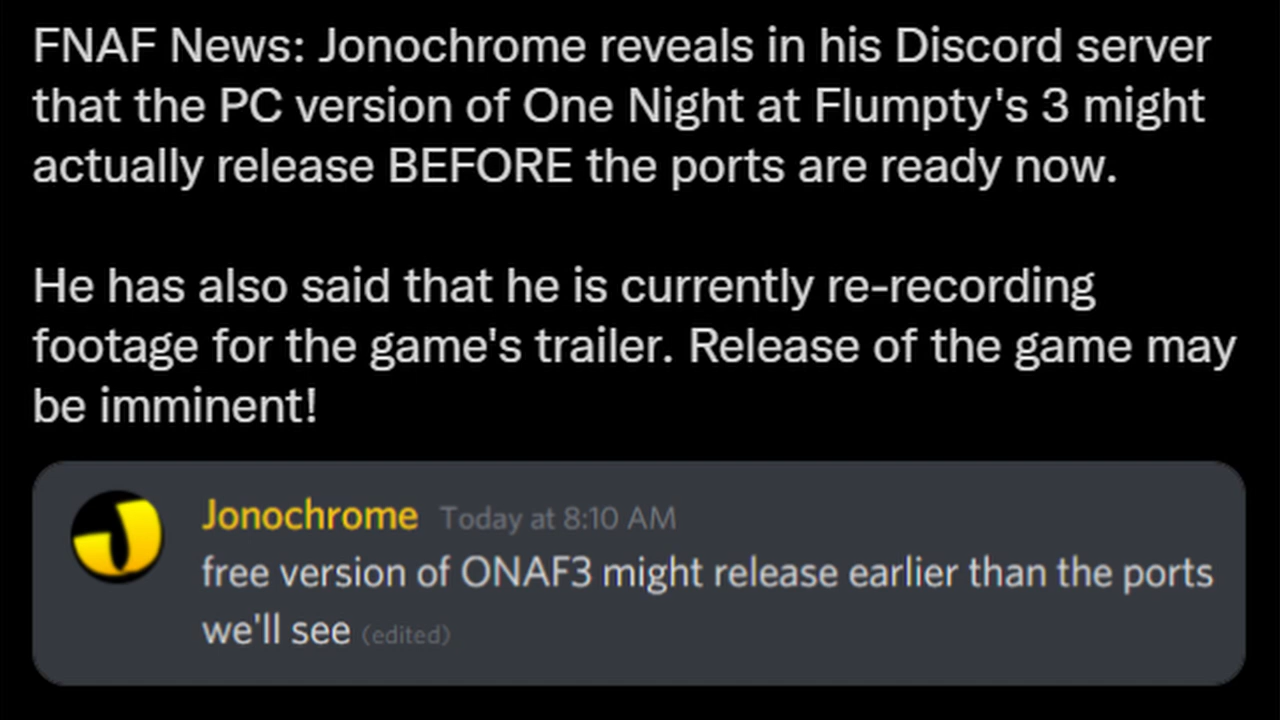 FNAF News: Jonochrome reveals in his Discord server
that the PC version of One Night at Flumpty's 3 might
actually release BEFORE the ports are ready now.
He has also said that he is currently re-recording
footage for the game's trailer. Release of the game may
be imminent!
Jonochrome Today at 8:10 AM
free version of ONAF3 might release earlier than the ports
we'll see (edited)